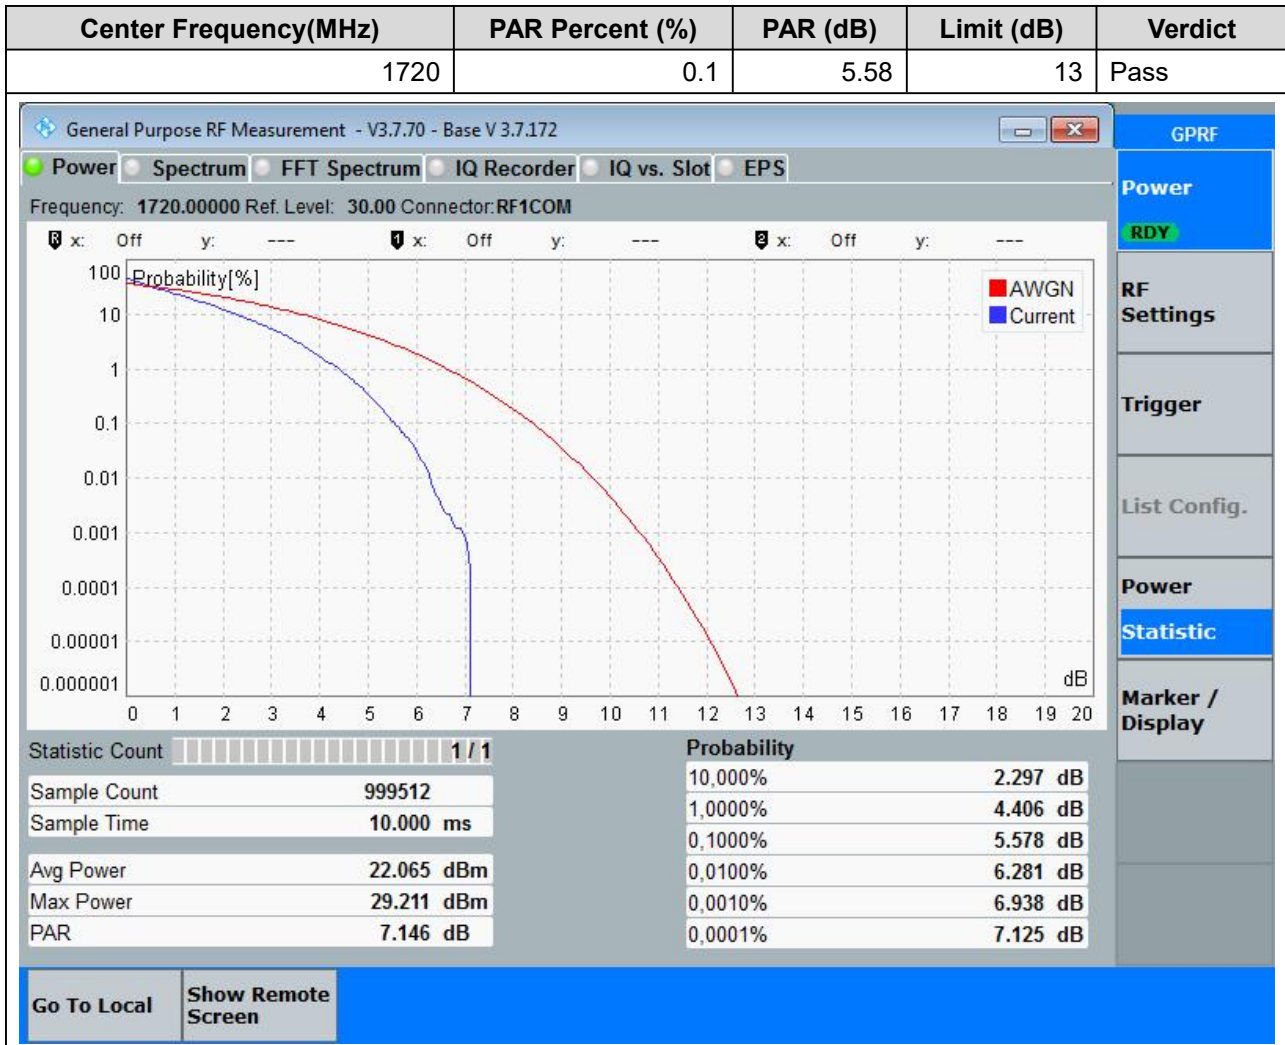 Center Frequency(MHz) PAR Percent (%) PAR (dB) Limit (dB) Verdict
1720 0.1 5.58 13 Pass
General Purpose RF Measurement - V3.7.70 - Base V 3.7.172
GPRF
Power Spectrum FFT Spectrum IQ Recorder IQ vs. Slot EPS
Frequency: 1720.00000 Ref. Level: 30.00 Connector:RF1COM
R x: Off y: --- 1 x: Off y: --- 2 x: Off y: ---
Probability[%]
AWGN
Current
100
10
1
0.1
0.01
0.001
0.0001
0.00001
0.000001
dB
0 1 2 3 4 5 6 7 8 9 10 11 12 13 14 15 16 17 18 19 20
Statistic Count 1 / 1
Sample Count 999512
Sample Time 10.000 ms
Avg Power 22.065 dBm
Max Power 29.211 dBm
PAR 7.146 dB
Probability
10,000% 2.297 dB
1,0000% 4.406 dB
0,1000% 5.578 dB
0,0100% 6.281 dB
0,0010% 6.938 dB
0,0001% 7.125 dB
Power
RDY
RF
Settings
Trigger
List Config.
Power
Statistic
Marker /
Display
Go To Local
Show Remote
Screen